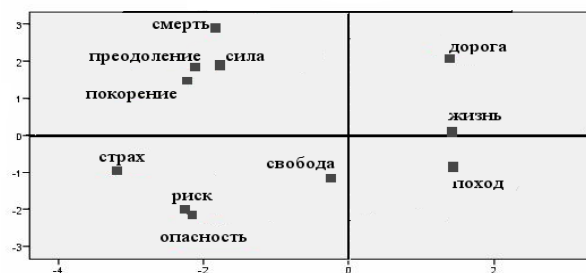 смерть
преодоление сила
дорога
покорение
жизнь
страх
свобода
поход
риск
опасность
3
2
1
0
-1
-2
-3
-4 -2 0 2